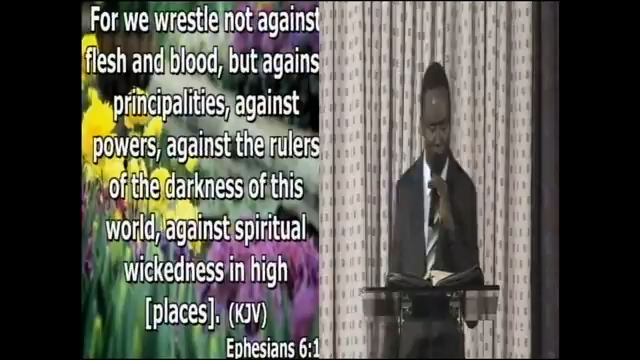 For we wrestle not against
flesh and blood, but agains
principalities, against
powers, against the rulers
of the darkness of this
world, against spiritual
wickedness in high
[places]. (KJV)
Ephesians 6:1